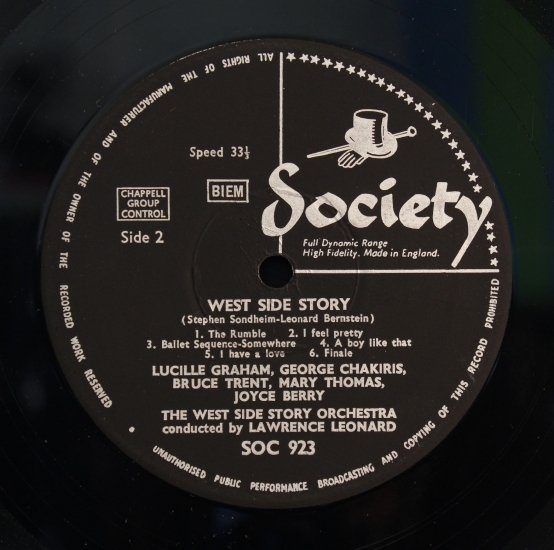 ALL RIGHTS OF THE MANUFACTURER AND OF THE OWNER OF THE RECORDED WORK RESERVED
Speed 33⅓
CHAPPELL
GROUP
CONTROL
BIEM
Side 2
Society
Full Dynamic Range
High Fidelity. Made in England.
WEST SIDE STORY
(Stephen Sondheim-Leonard Bernstein)
1. The Rumble 2. I feel pretty
3. Ballet Sequence-Somewhere 4. A boy like that
5. I have a love 6. Finale
LUCILLE GRAHAM, GEORGE CHAKIRIS,
BRUCE TRENT, MARY THOMAS,
JOYCE BERRY
THE WEST SIDE STORY ORCHESTRA
conducted by LAWRENCE LEONARD
SOC 923
UNAUTHORISED PUBLIC PERFORMANCE BROADCASTING AND COPYING OF THIS RECORD PROHIBITED